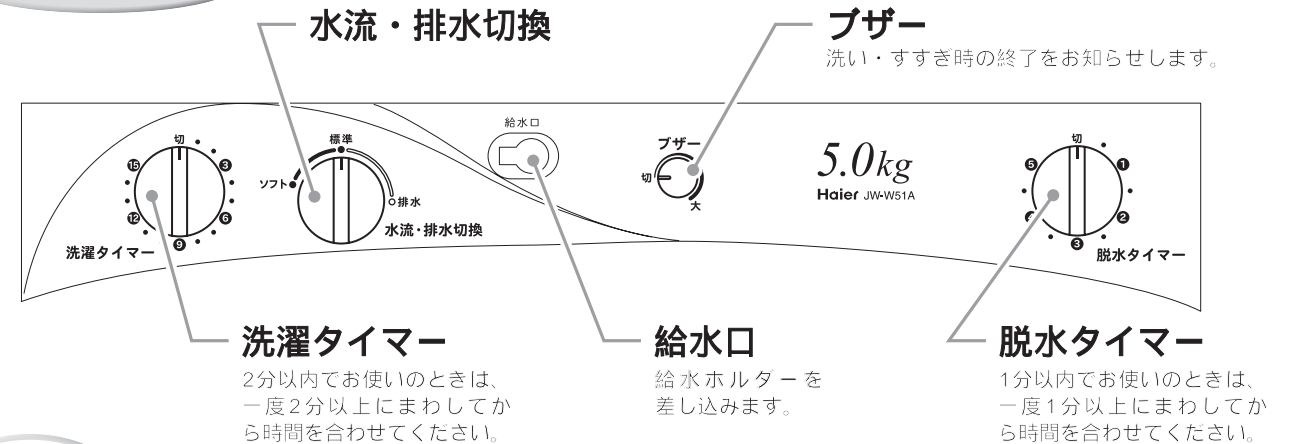 水流・排水切換
ブザー
洗い・すすぎ時の終了をお知らせします。
切
15
3
12
6
9
洗濯タイマー
標準
ソフト
排水
水流・排水切換
給水口
ブザー
切
大
5.0kg
Haier JW-W51A
切
5
1
2
3
脱水タイマー
洗濯タイマー
2分以内でお使いのときは、
一度2分以上にまわしてか
ら時間を合わせてください。
給水口
給水ホルダーを
差し込みます。
脱水タイマー
1分以内でお使いのときは、
一度1分以上にまわしてか
ら時間を合わせてください。